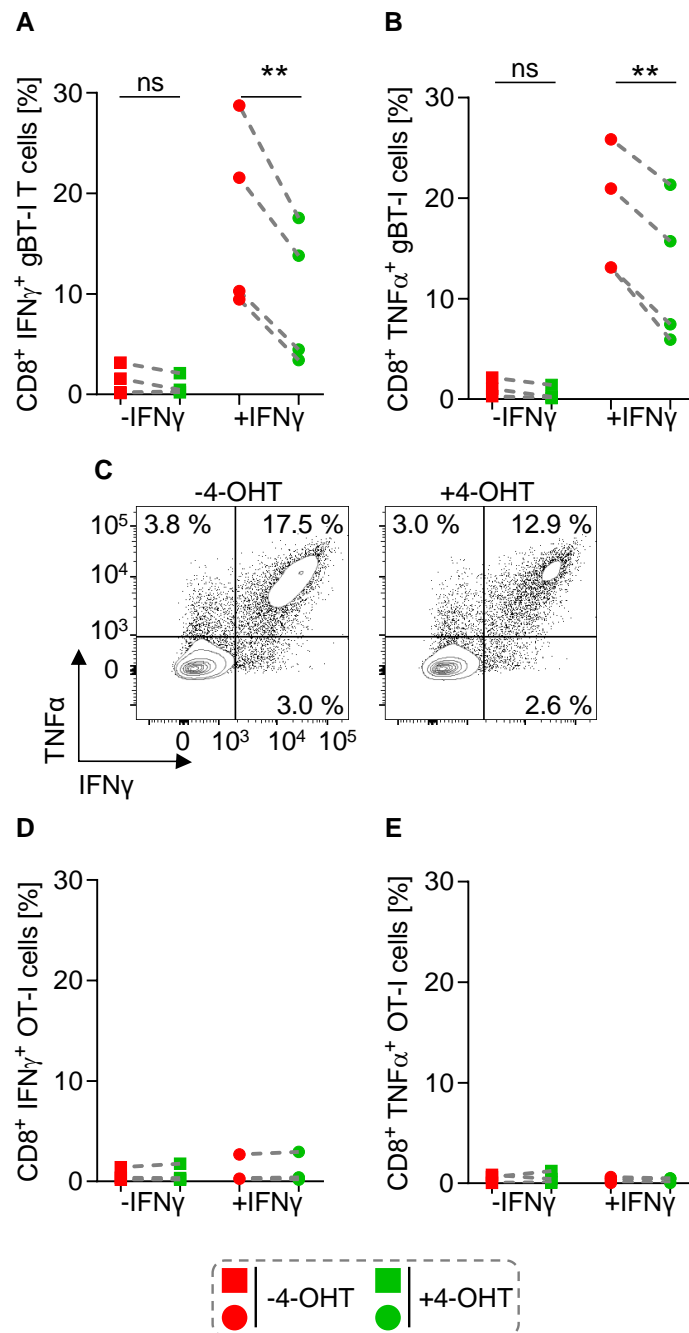 A
ns
**
CD8+ IFNγ+ gBT-I T cells [%]
30
20
10
0
-IFNγ
+IFNγ
B
ns
**
CD8+ TNFα+ gBT-I cells [%]
30
20
10
0
-IFNγ
+IFNγ
C
-4-OHT
+4-OHT
3.8 %
17.5 %
3.0 %
3.0 %
12.9 %
2.6 %
10⁵
10⁴
10³
0
TNFα
0
10³
10⁴
10⁵
IFNγ
D
CD8+ IFNγ+ OT-I cells [%]
30
20
10
0
-IFNγ
+IFNγ
E
CD8+ TNFα+ OT-I cells [%]
30
20
10
0
-IFNγ
+IFNγ
-4-OHT
+4-OHT